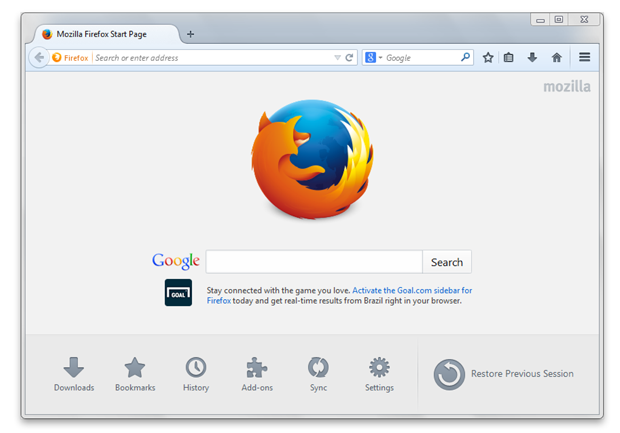 Mozilla Firefox Start Page
Firefox Search or enter address
Google
mozilla
Google Search
GOAL
Stay connected with the game you love. Activate the Goal.com sidebar for
Firefox today and get real-time results from Brazil right in your browser.
Downloads Bookmarks History Add-ons Sync Settings Restore Previous Session